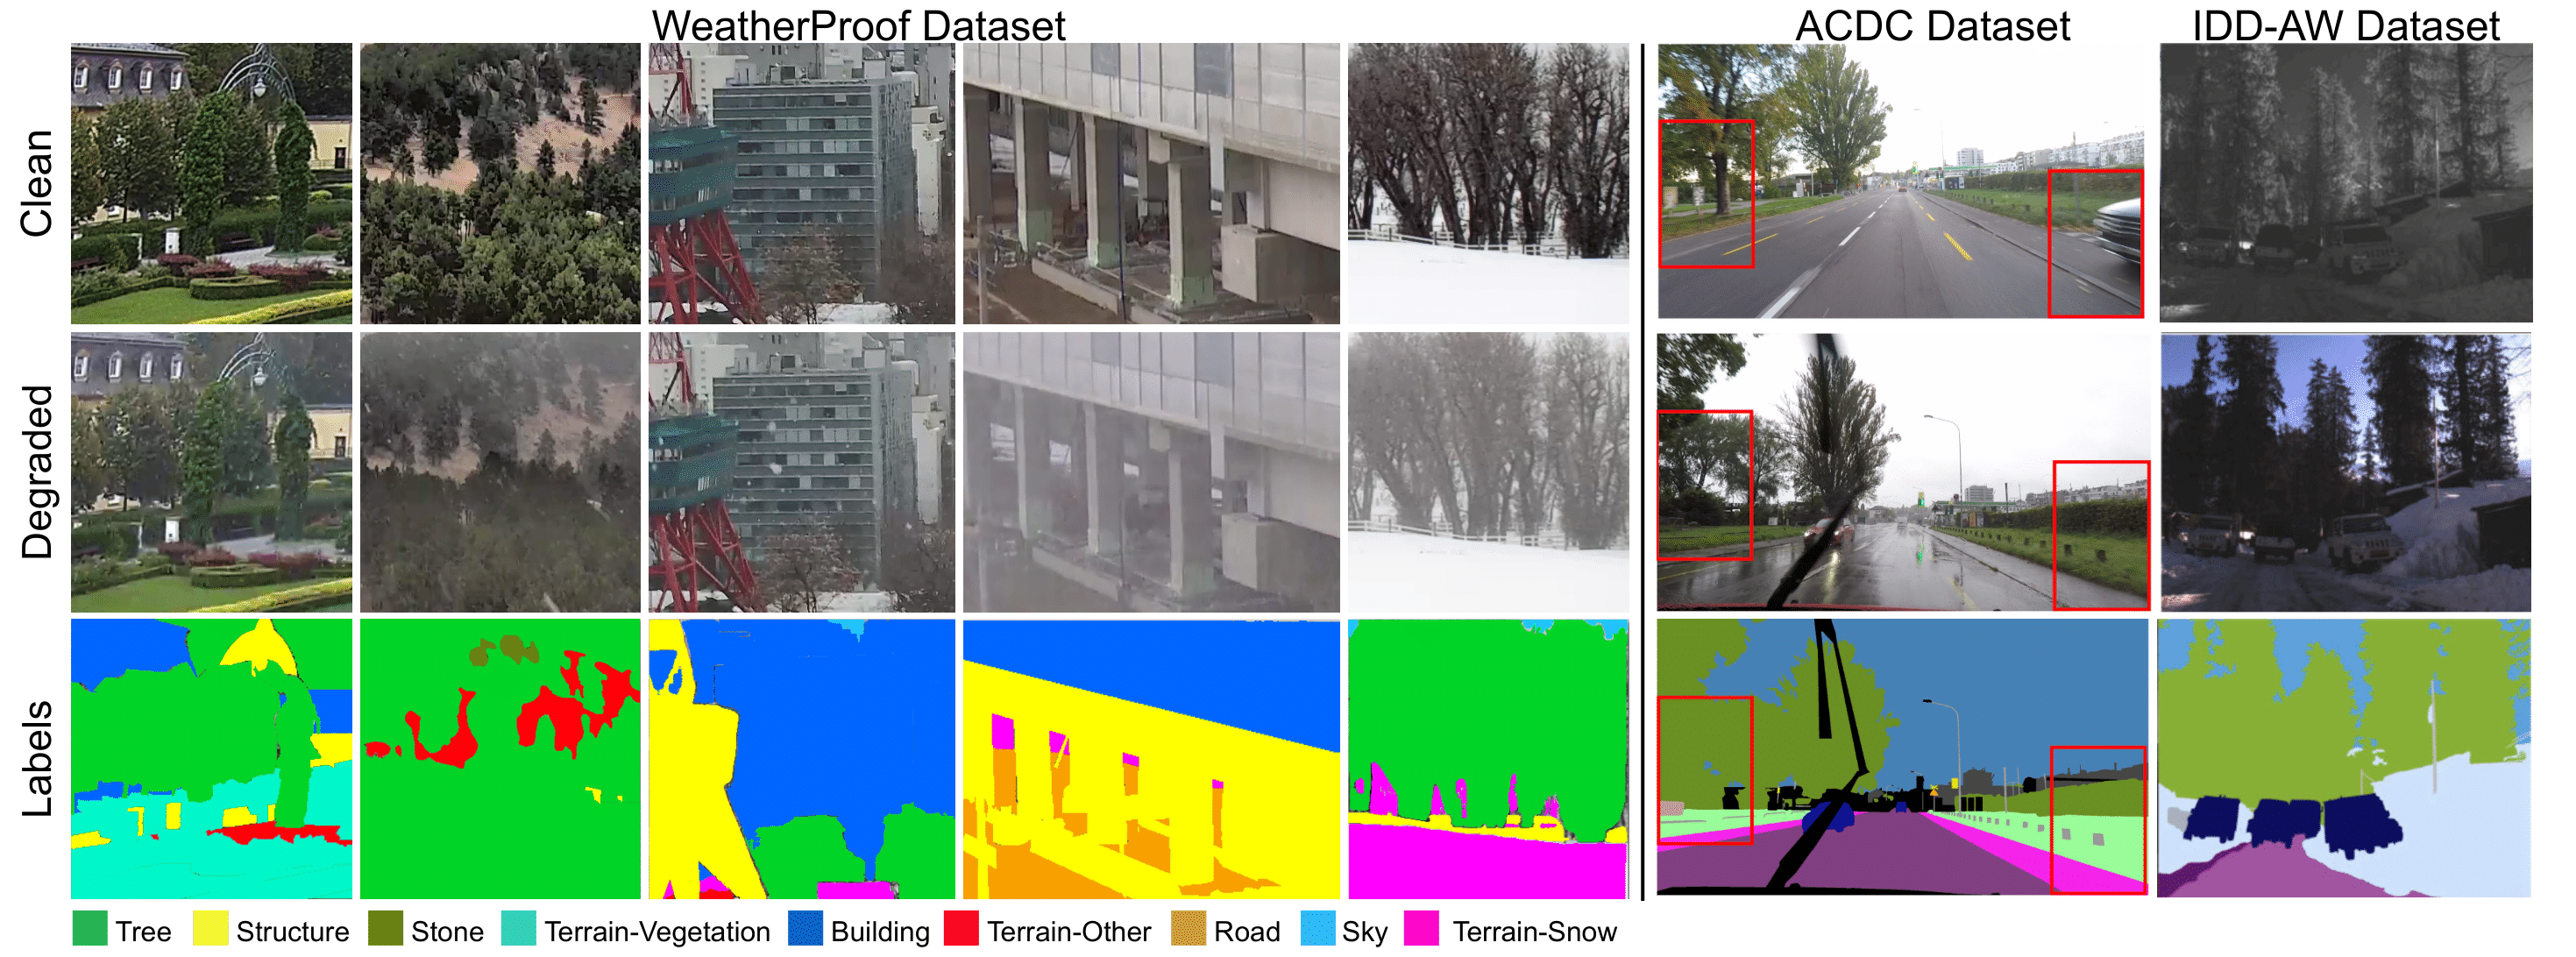 WeatherProof Dataset
ACDC Dataset
IDD-AW Dataset
Clean
Degraded
Labels
Tree
Structure
Stone
Terrain-Vegetation
Building
Terrain-Other
Road
Sky
Terrain-Snow